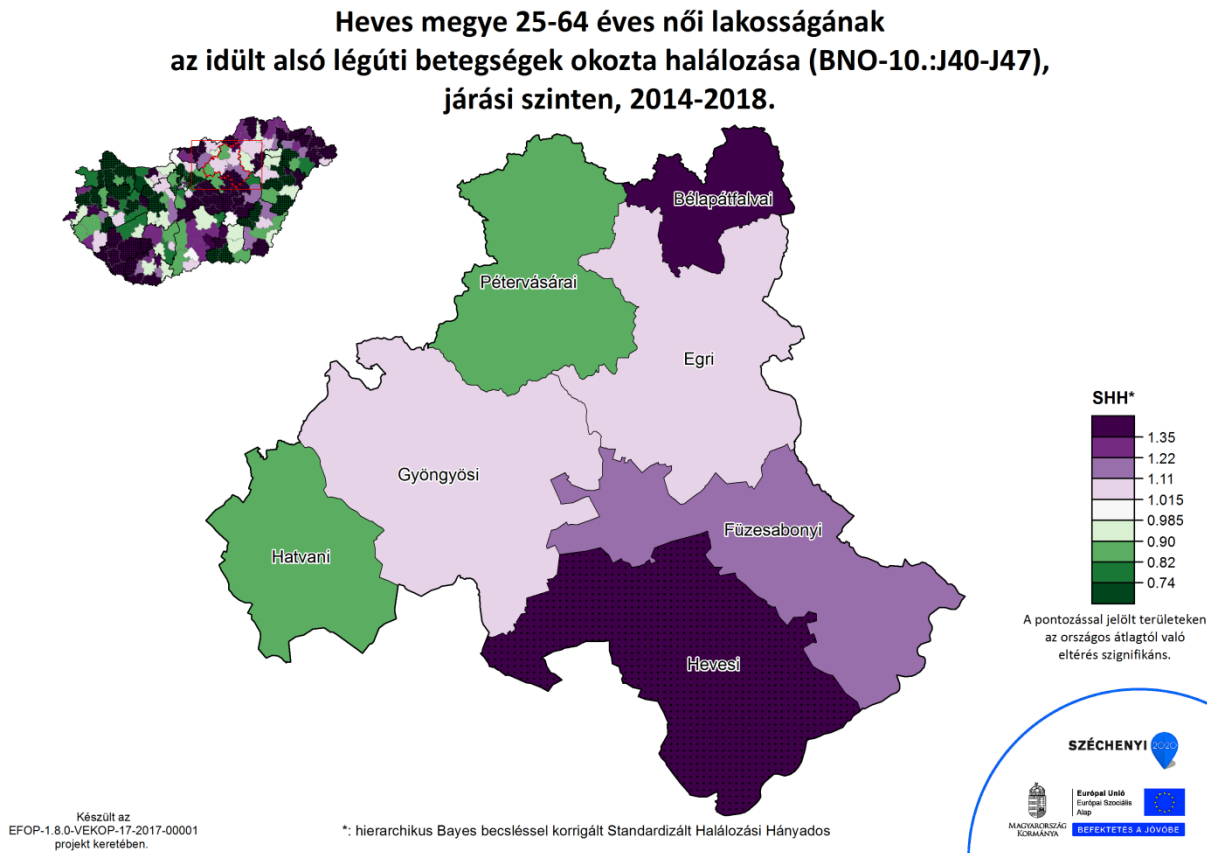 Heves megye 25-64 éves női lakosságának
az idült alsó légúti betegségek okozta halálozása (BNO-10.:J40-J47),
járási szinten, 2014-2018.
Bélapátfalvai
Pétervásárai
Egri
Gyöngyösi
Füzesabonyi
Hatvani
Hevesi
SHH*
1.35
1.22
1.11
1.015
0.985
0.90
0.82
0.74
A pontozással jelölt területeken
az országos átlagtól való
eltérés szignifikáns.
SZÉCHENYI 2020
Magyarország
Kormánya
Európai Unió
Európai Szociális
Alap
BEFEKTETÉS A JÖVŐBE
Készült az
EFOP-1.8.0-VEKOP-17-2017-00001
projekt keretében.
*: hierarchikus Bayes becsléssel korrigált Standardizált Halálozási Hányados